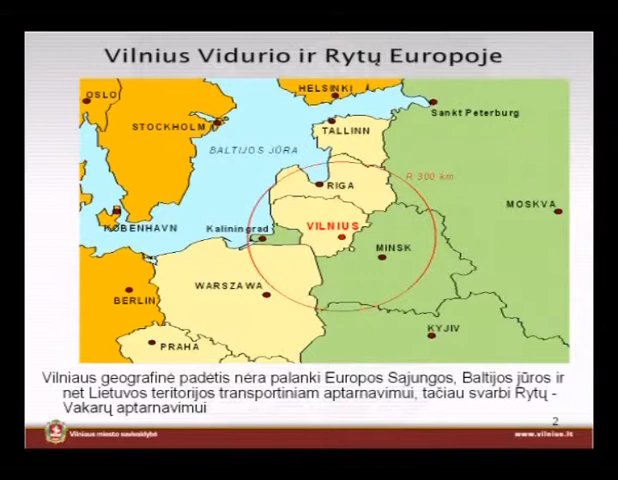 Vilnius Vidurio ir Rytų Europoje
OSLO
HELSINKI
STOCKHOLM
Sankt Peterburg
TALLINN
BALTIJOS JŪRA
R 300 km
RIGA
MOSKVA
KÖBENHAVN
Kaliningrad
VILNIUS
MINSK
WARSZAWA
BERLIN
KYJIV
PRAHA
Vilniaus geografinė padėtis nėra palanki Europos Sąjungos, Baltijos jūros ir
net Lietuvos teritorijos transportiniam aptarnavimui, tačiau svarbi Rytų -
Vakarų aptarnavimui
2
Vilniaus miesto savivaldybė
www.vilnius.lt